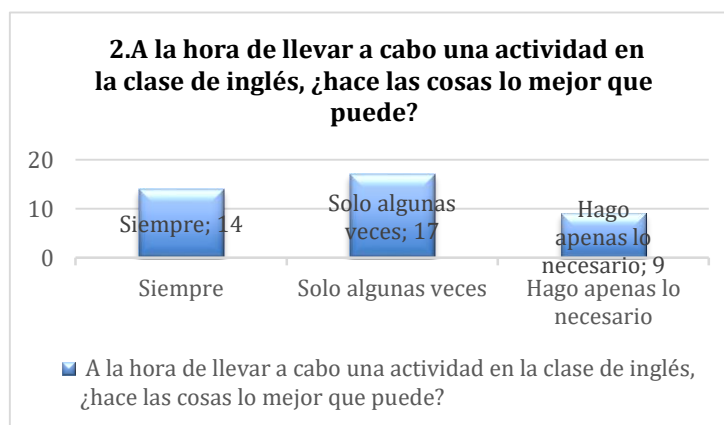 2.A la hora de llevar a cabo una actividad en
la clase de inglés, ¿hace las cosas lo mejor que
puede?
20
10
0
Siempre; 14
Solo algunas
veces; 17
Hago
apenas lo
necesario; 9
Siempre
Solo algunas veces
Hago apenas lo
necesario
A la hora de llevar a cabo una actividad en la clase de inglés,
¿hace las cosas lo mejor que puede?